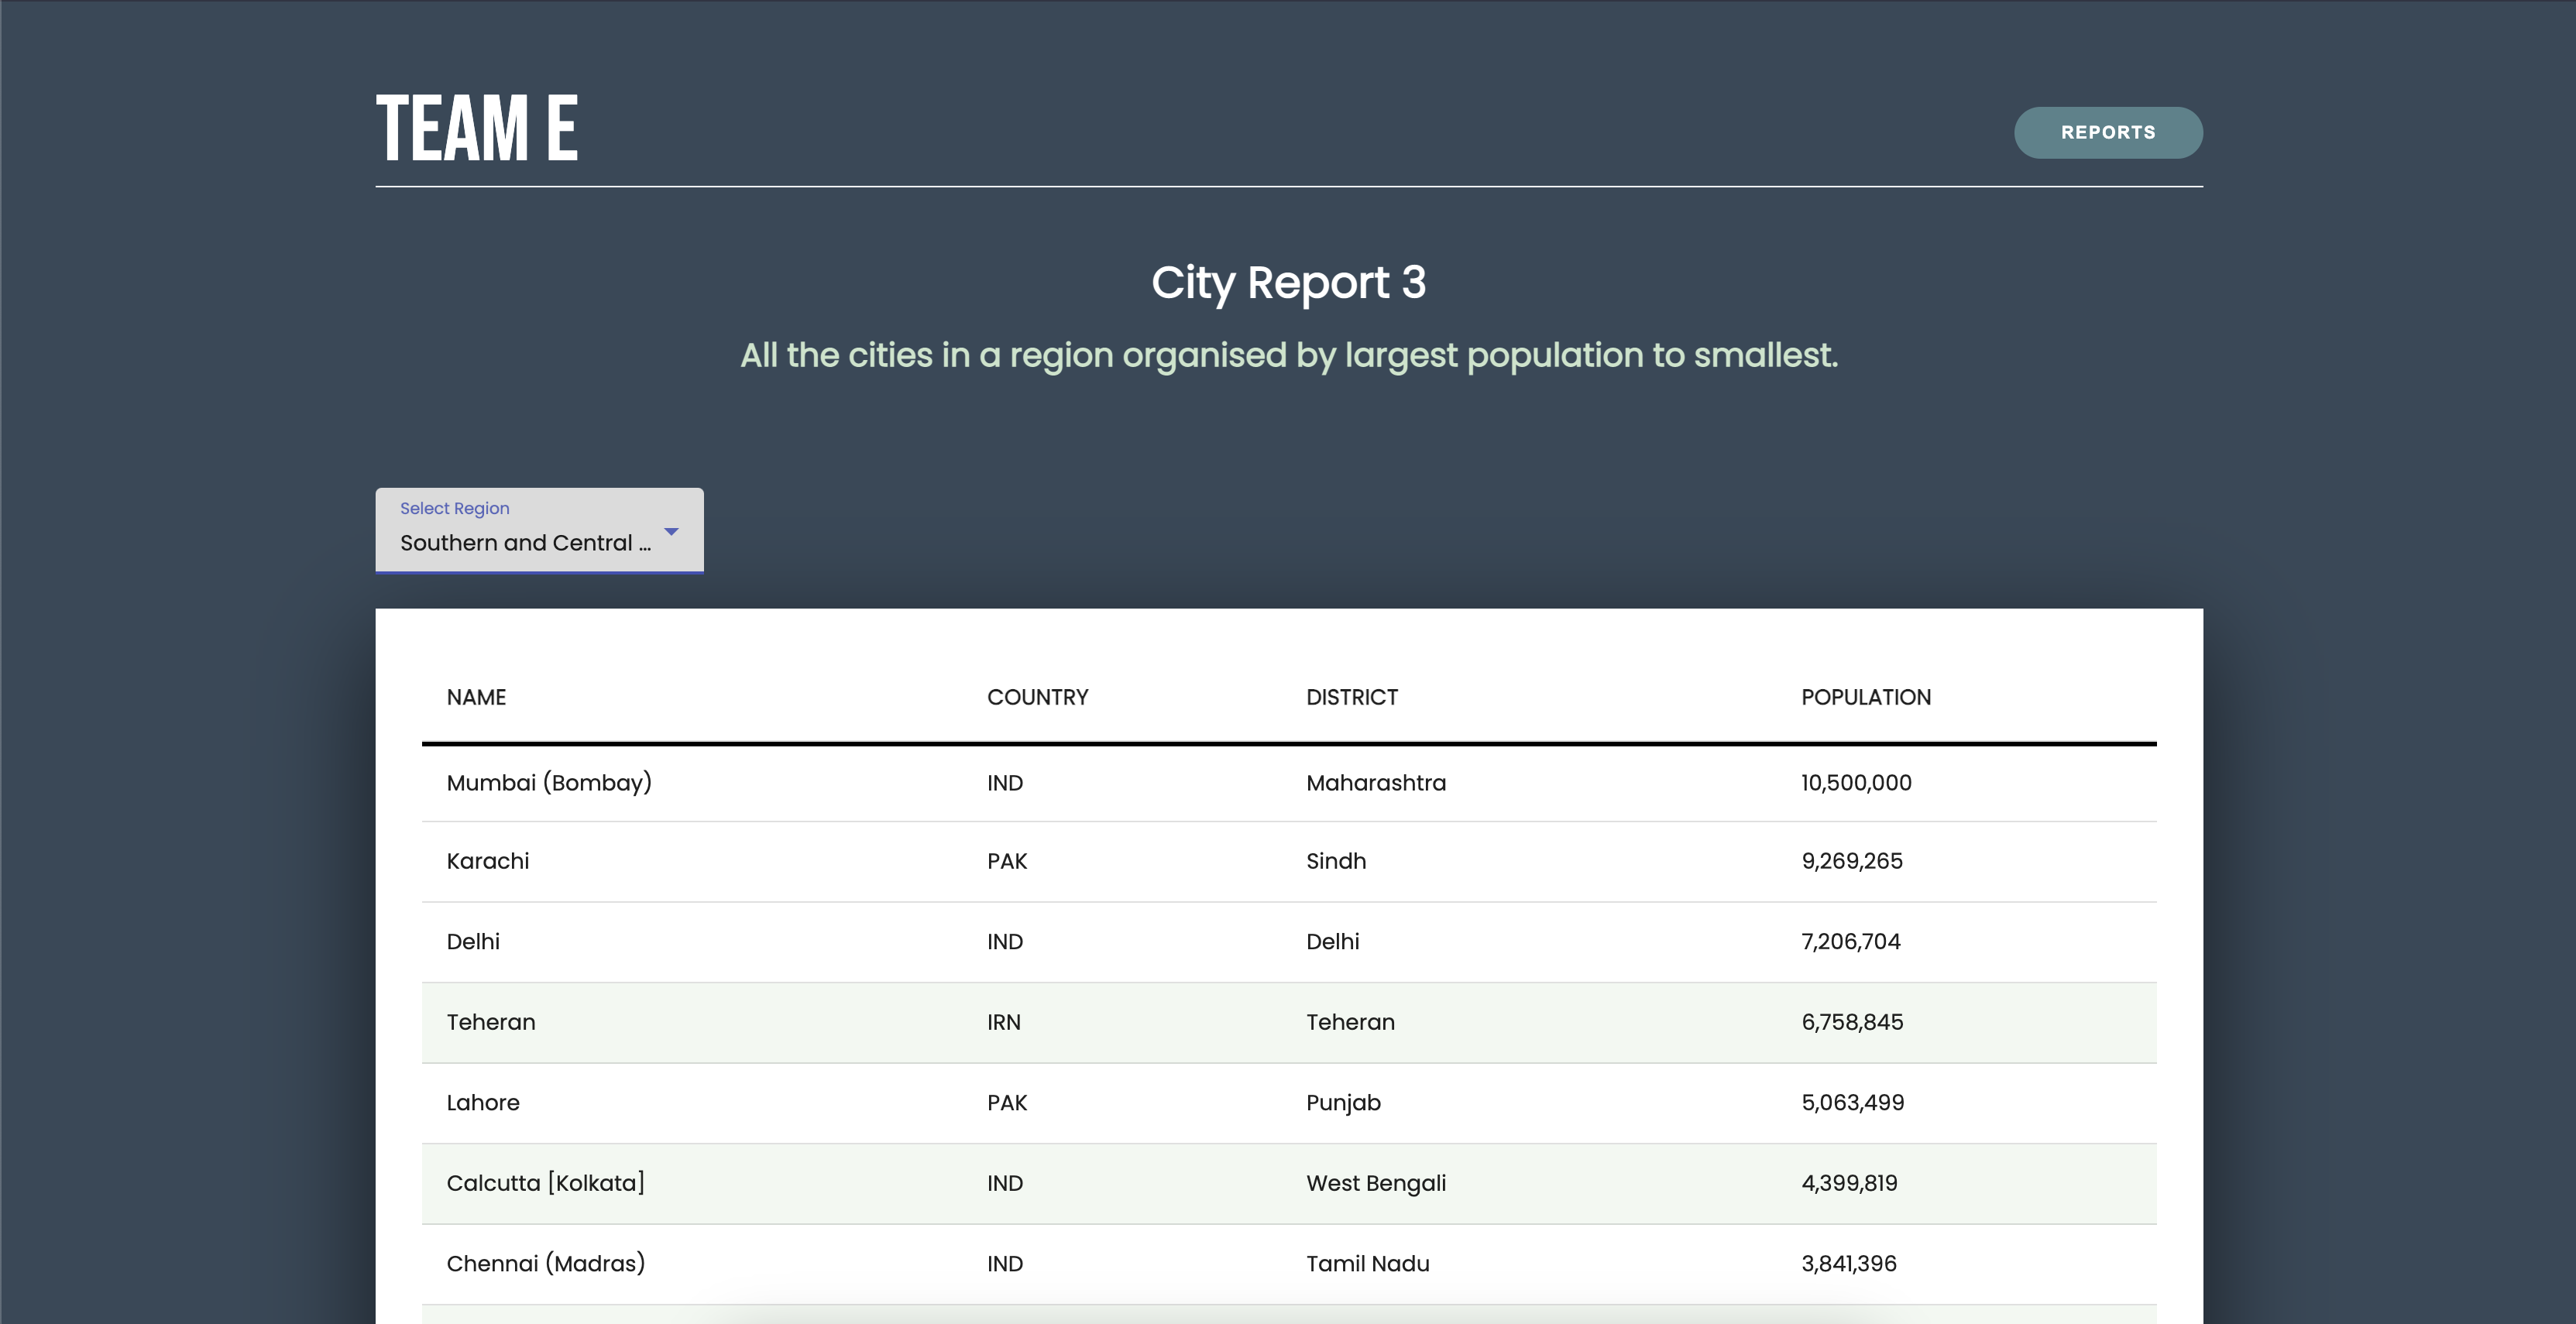 TEAM E
REPORTS
City Report 3
All the cities in a region organised by largest population to smallest.
Select Region
Southern and Central ...
NAME COUNTRY DISTRICT POPULATION
Mumbai (Bombay) IND Maharashtra 10,500,000
Karachi PAK Sindh 9,269,265
Delhi IND Delhi 7,206,704
Teheran IRN Teheran 6,758,845
Lahore PAK Punjab 5,063,499
Calcutta [Kolkata] IND West Bengali 4,399,819
Chennai (Madras) IND Tamil Nadu 3,841,396